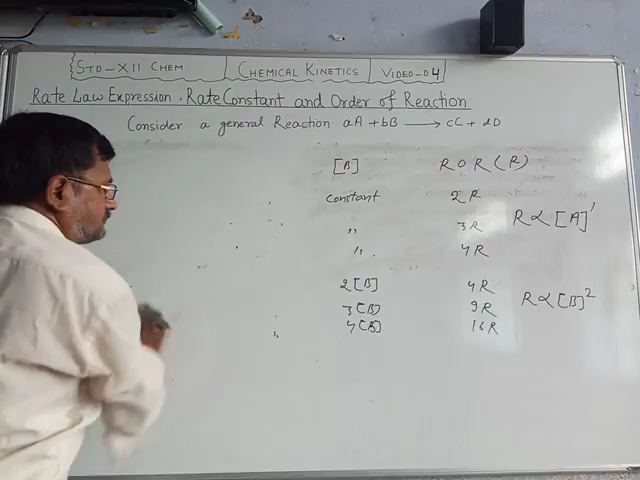 STD-XII CHEM CHEMICAL KINETICS VIDEO-04
Rate Law Expression. Rate Constant and Order of Reaction
Consider a general Reaction aA + bB ⟶ cC + dD
[B] ROR(R)
constant 2R
,, 3R R∝[A]¹
,, 4R
2[B] 4R
3[B] 9R R∝[B]²
4[B] 16R